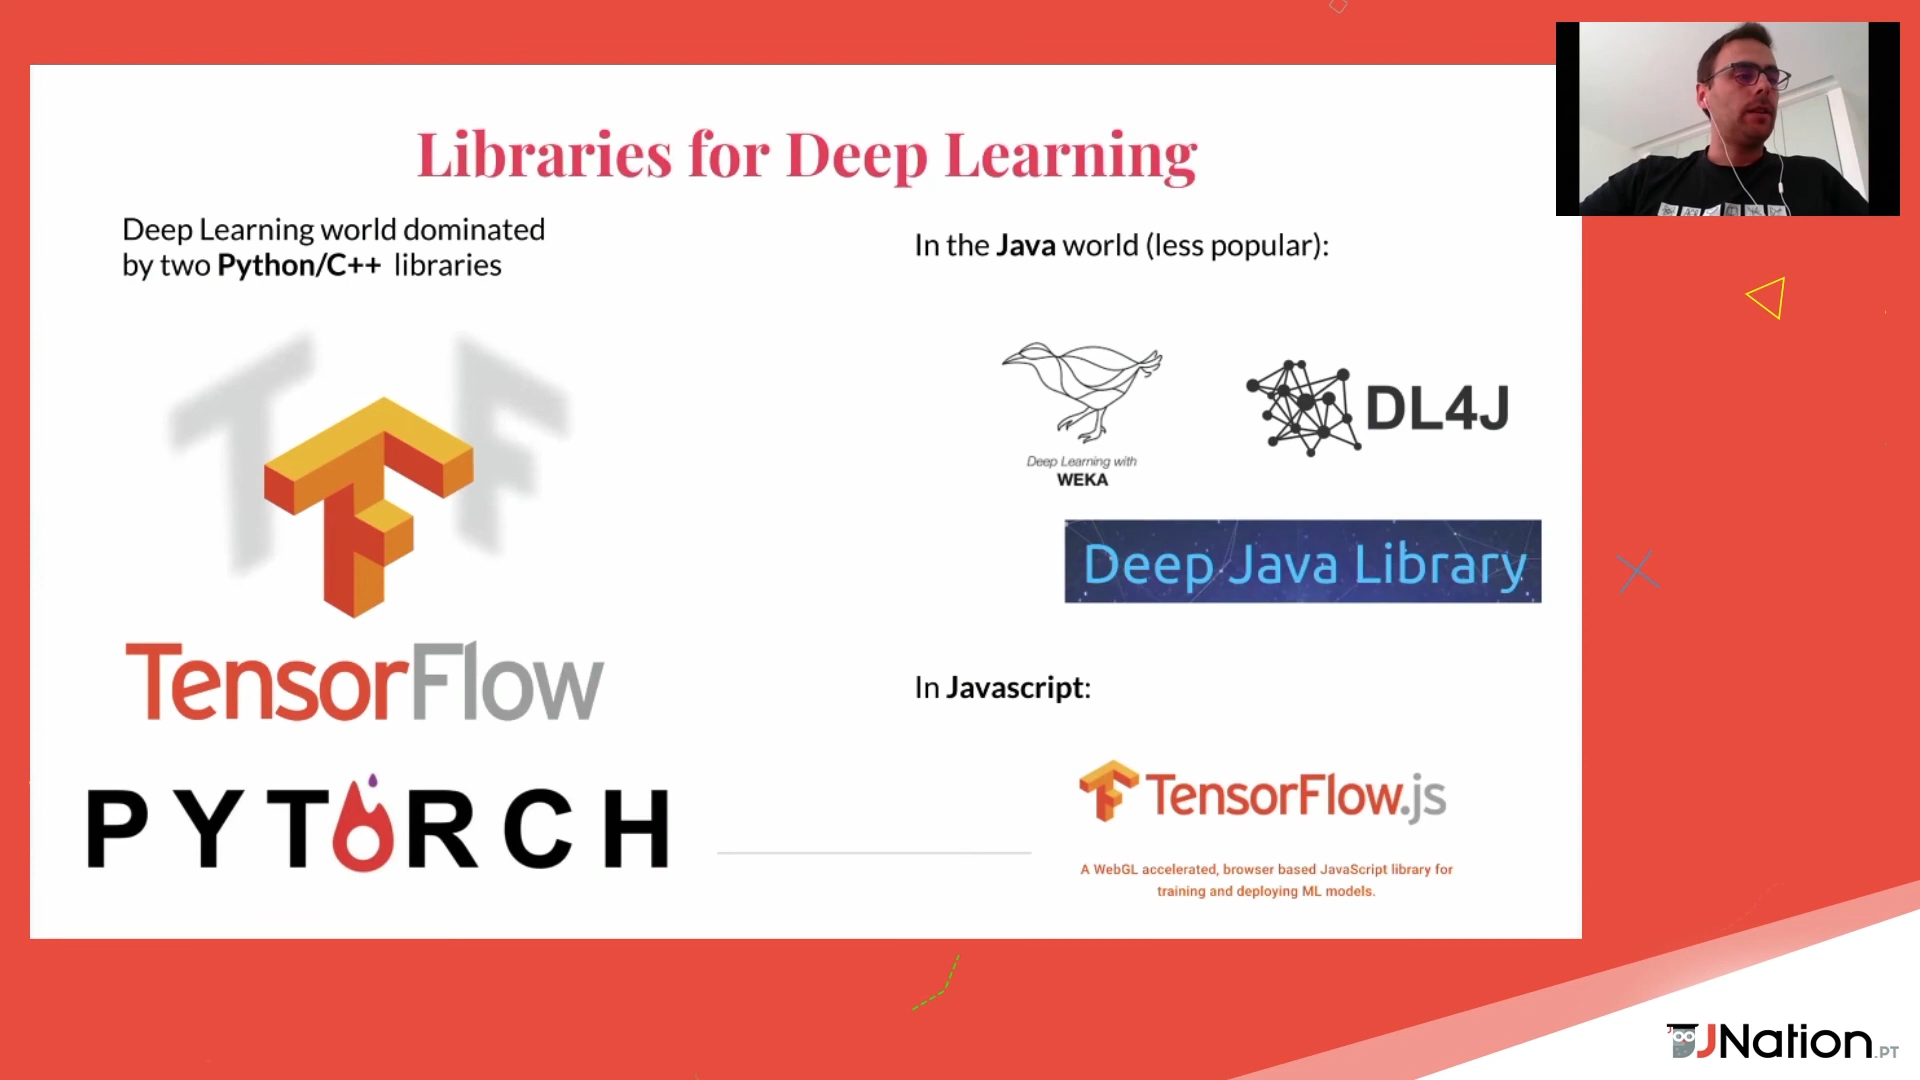 Libraries for Deep Learning
Deep Learning world dominated
by two Python/C++ libraries
TensorFlow
PYTORCH
In the Java world (less popular):
Deep Learning with
WEKA
DL4J
Deep Java Library
In Javascript:
TensorFlow.js
A WebGL accelerated, browser based JavaScript library for
training and deploying ML models.
JNation.PT